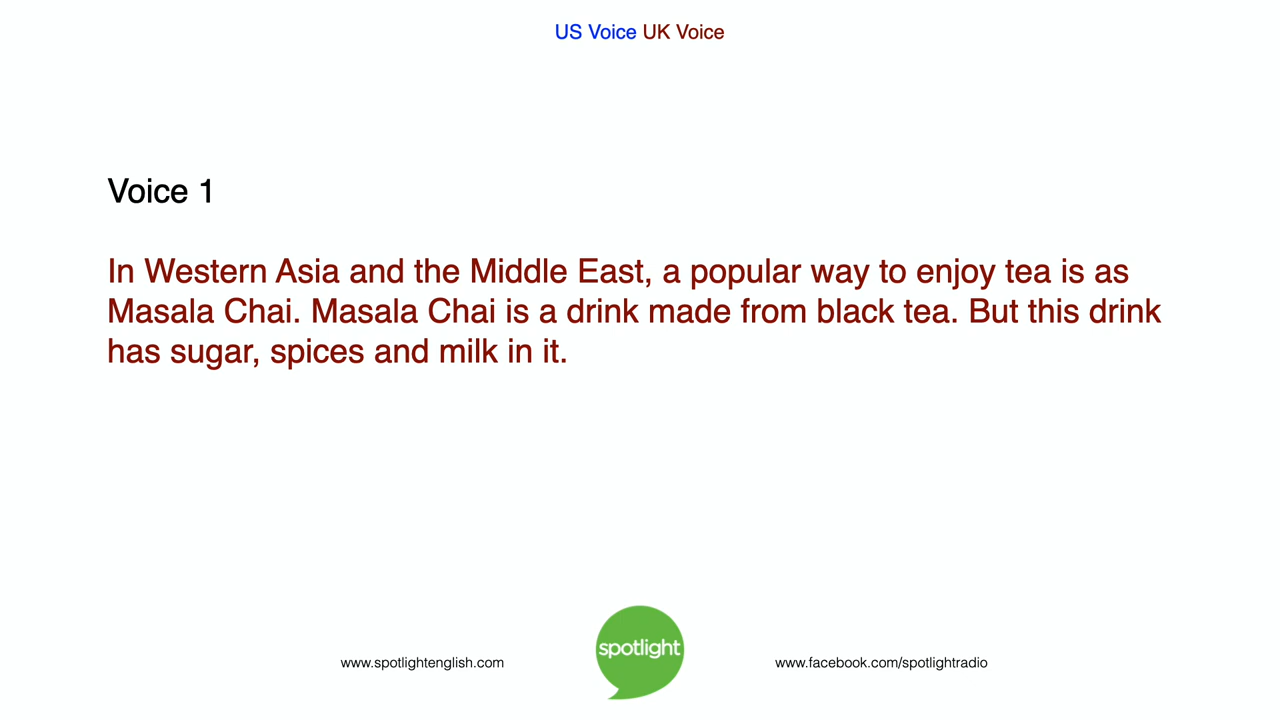 US Voice UK Voice
Voice 1
In Western Asia and the Middle East, a popular way to enjoy tea is as
Masala Chai. Masala Chai is a drink made from black tea. But this drink
has sugar, spices and milk in it.
spotlight
www.spotlightenglish.com
www.facebook.com/spotlightradio